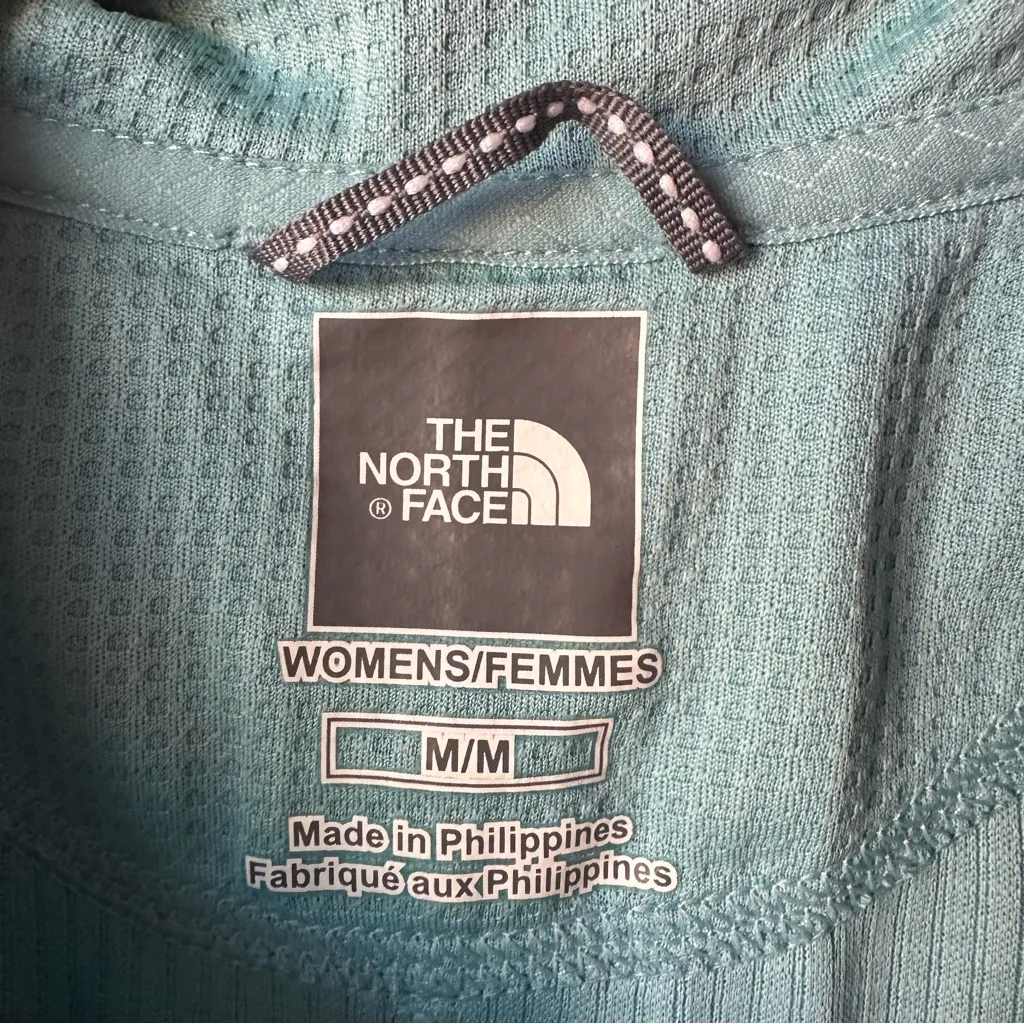 THE
NORTH
® FACE
WOMENS/FEMMES
M/M
Made in Philippines
Fabriqué aux Philippines